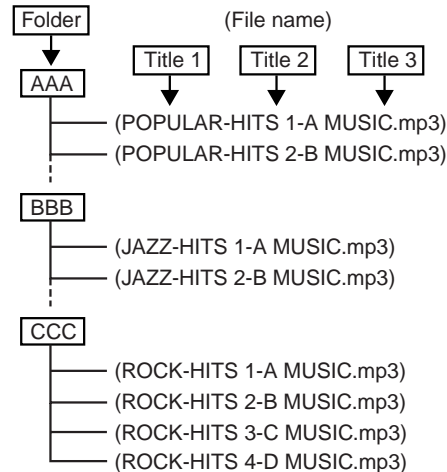 Folder (File name)
Title 1 Title 2 Title 3
AAA
(POPULAR-HITS 1-A MUSIC.mp3)
(POPULAR-HITS 2-B MUSIC.mp3)
BBB
(JAZZ-HITS 1-A MUSIC.mp3)
(JAZZ-HITS 2-B MUSIC.mp3)
CCC
(ROCK-HITS 1-A MUSIC.mp3)
(ROCK-HITS 2-B MUSIC.mp3)
(ROCK-HITS 3-C MUSIC.mp3)
(ROCK-HITS 4-D MUSIC.mp3)